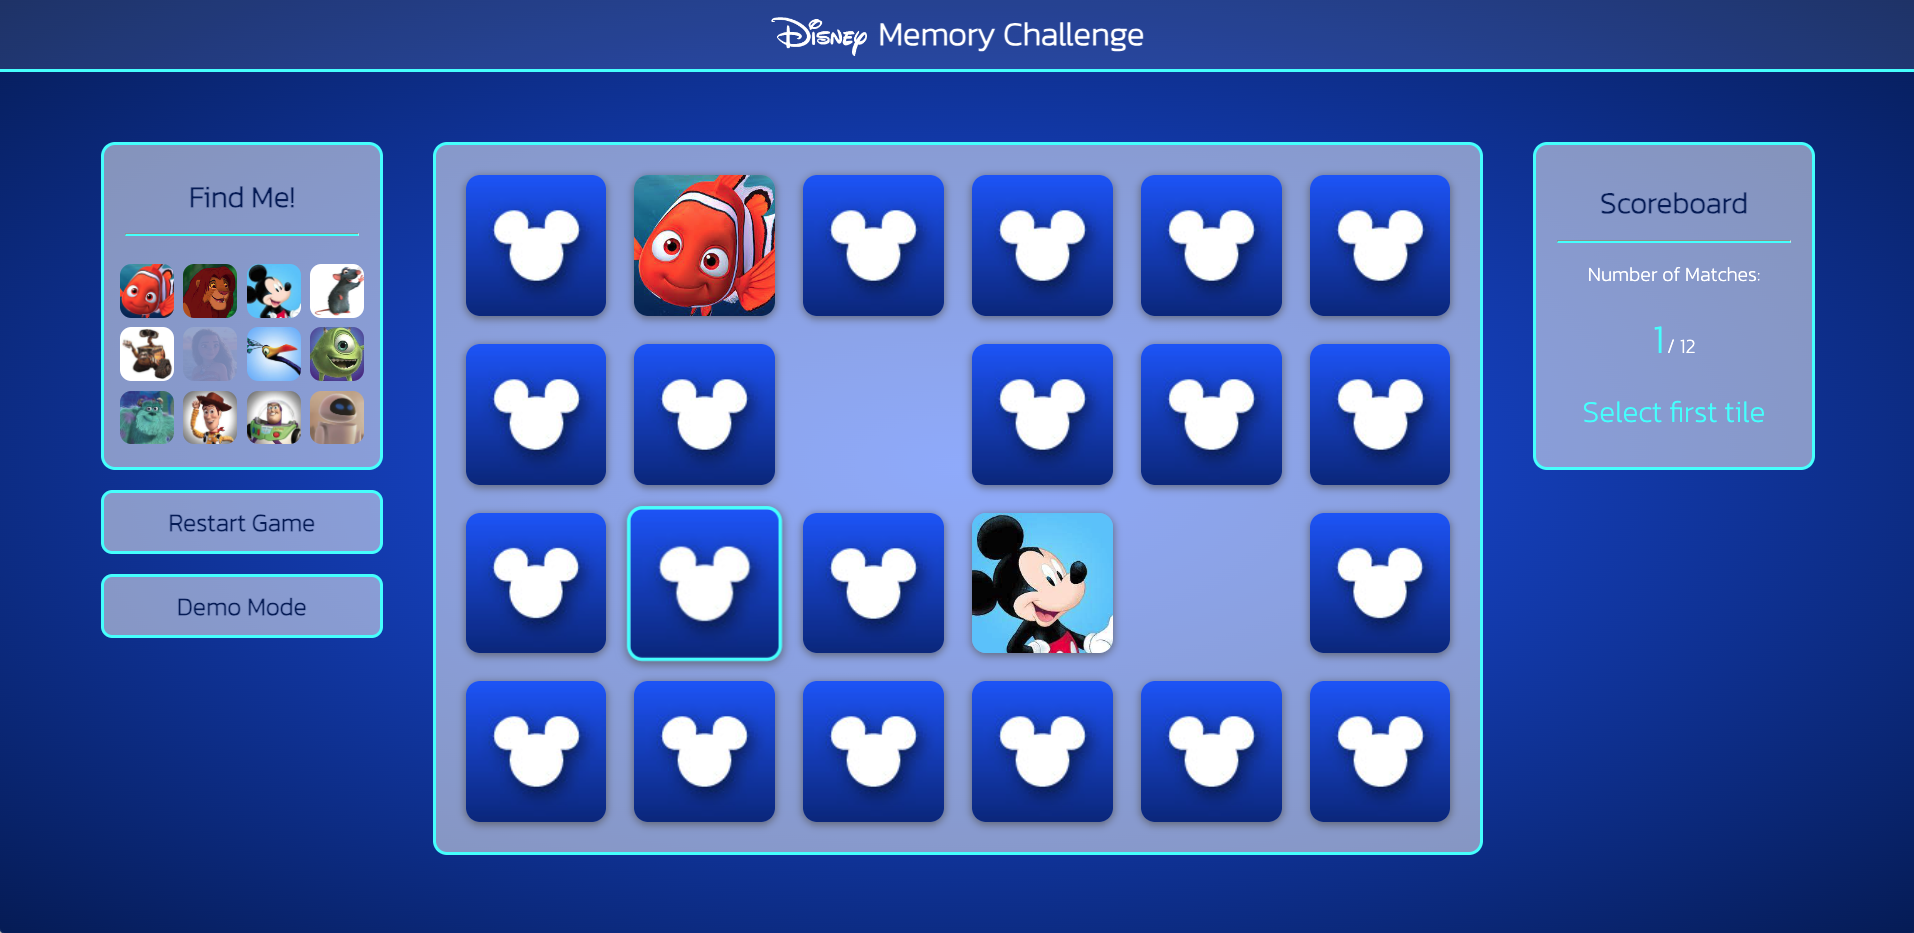 Disney Memory Challenge
Find Me!
Restart Game
Demo Mode
Scoreboard
Number of Matches:
1 / 12
Select first tile